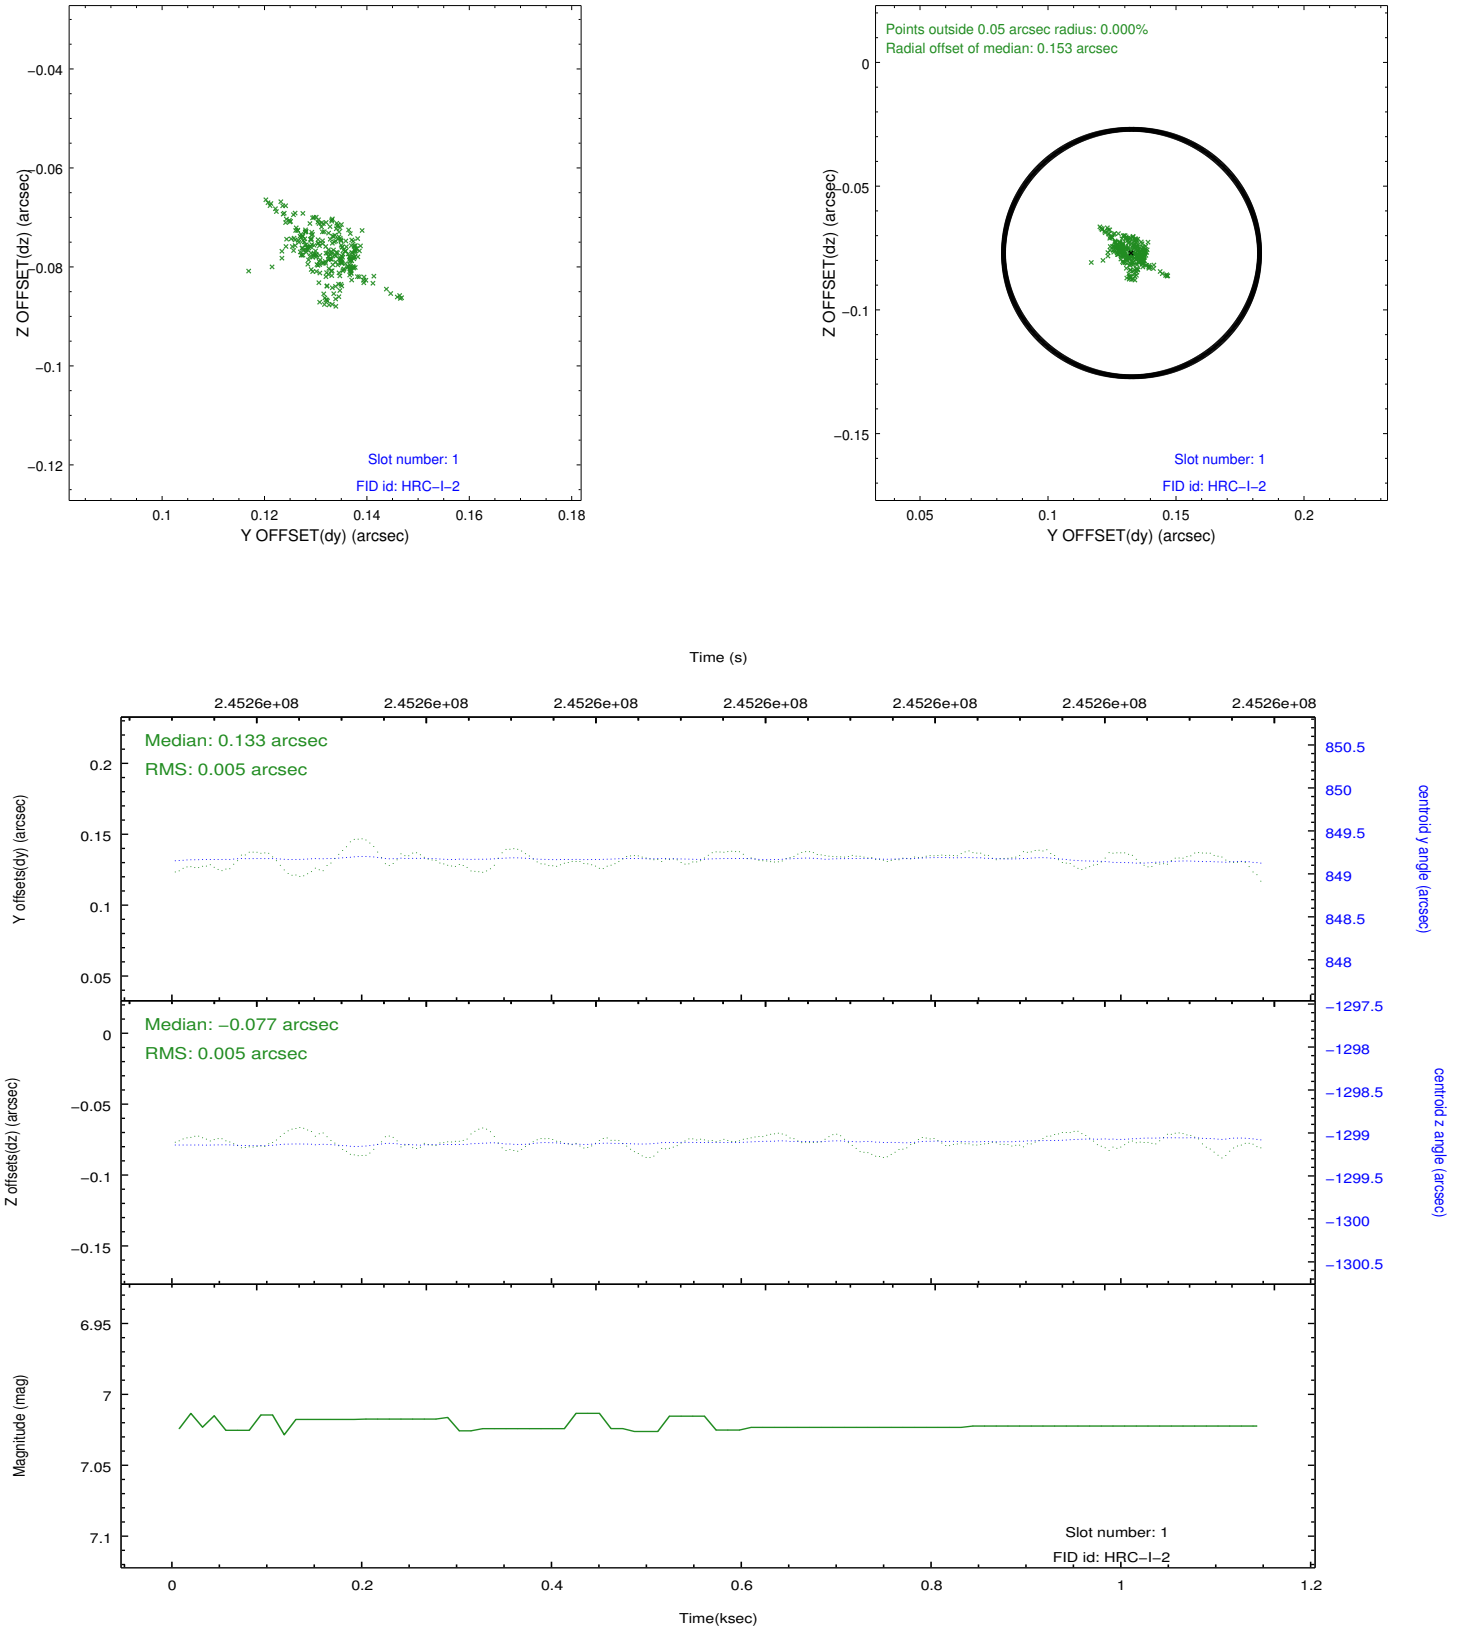 −0.04
−0.06
−0.08
−0.1
−0.12
Z OFFSET(dz) (arcsec)
Slot number: 1
FID id: HRC−I−2
0.1 0.12 0.14 0.16 0.18
Y OFFSET(dy) (arcsec)
Points outside 0.05 arcsec radius: 0.000%
Radial offset of median: 0.153 arcsec
0
−0.05
−0.1
−0.15
Z OFFSET(dz) (arcsec)
Slot number: 1
FID id: HRC−I−2
0.05 0.1 0.15 0.2
Y OFFSET(dy) (arcsec)
Time (s)
2.4526e+08 2.4526e+08 2.4526e+08 2.4526e+08 2.4526e+08 2.4526e+08 2.4526e+08
Median: 0.133 arcsec
RMS: 0.005 arcsec
0.2
0.15
0.1
0.05
Y offsets(dy) (arcsec)
850.5
850
849.5
849
848.5
848
centroid y angle (arcsec)
Median: −0.077 arcsec
RMS: 0.005 arcsec
0
−0.05
−0.1
−0.15
Z offsets(dz) (arcsec)
−1297.5
−1298
−1298.5
−1299
−1299.5
−1300
−1300.5
centroid z angle (arcsec)
6.95
7
7.05
7.1
Magnitude (mag)
Slot number: 1
FID id: HRC−I−2
0 0.2 0.4 0.6 0.8 1 1.2
Time(ksec)